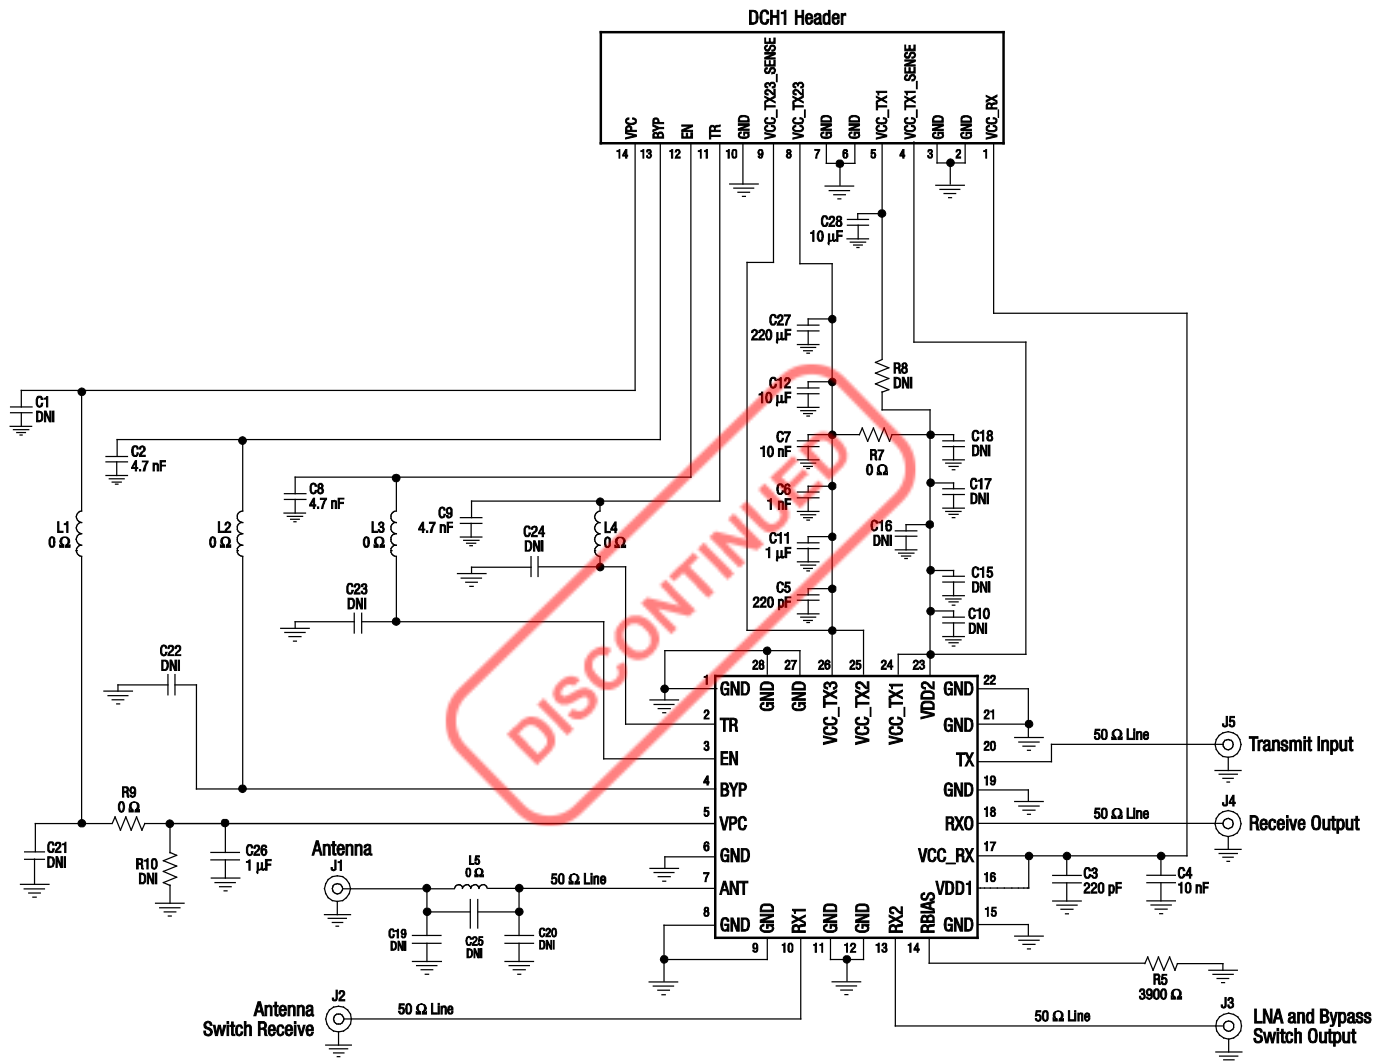 DCH1 Header
VPC
BYP
EN
TR
GND
VCC_TX23_SENSE
VCC_TX23
GND
GND
VCC_TX1
VCC_TX1_SENSE
GND
GND
VCC_RX
14 13 12 11 10 9 8 7 6 5 4 3 2 1
C28
10 µF
C27
220 µF
C12
10 µF
C7
10 nF
C6
1 nF
C11
1 µF
C5
220 pF
R8
DNI
R7
0 Ω
C18
DNI
C17
DNI
C16
DNI
C15
DNI
C10
DNI
C1
DNI
C2
4.7 nF
C8
4.7 nF
C9
4.7 nF
L1
0 Ω
L2
0 Ω
L3
0 Ω
L4
0 Ω
C24
DNI
C23
DNI
C22
DNI
DISCONTINUED
28 27 26 25 24 23
GND
GND
VCC_TX3
VCC_TX2
VCC_TX1
VDD2
1 GND
2 TR
3 EN
4 BYP
5 VPC
6 GND
7 ANT
8 GND
GND 22
GND 21
TX 20
GND 19
RXO 18
VCC_RX 17
VDD1 16
GND 15
GND
RX1
GND
GND
RX2
RBIAS
9 10 11 12 13 14
R9
0 Ω
C21
DNI
R10
DNI
C26
1 µF
Antenna
J1
L5
0 Ω
50 Ω Line
C19
DNI
C25
DNI
C20
DNI
Antenna
Switch Receive
J2
50 Ω Line
50 Ω Line
J5
Transmit Input
50 Ω Line
J4
Receive Output
C3
220 pF
C4
10 nF
R5
3900 Ω
50 Ω Line
J3
LNA and Bypass
Switch Output